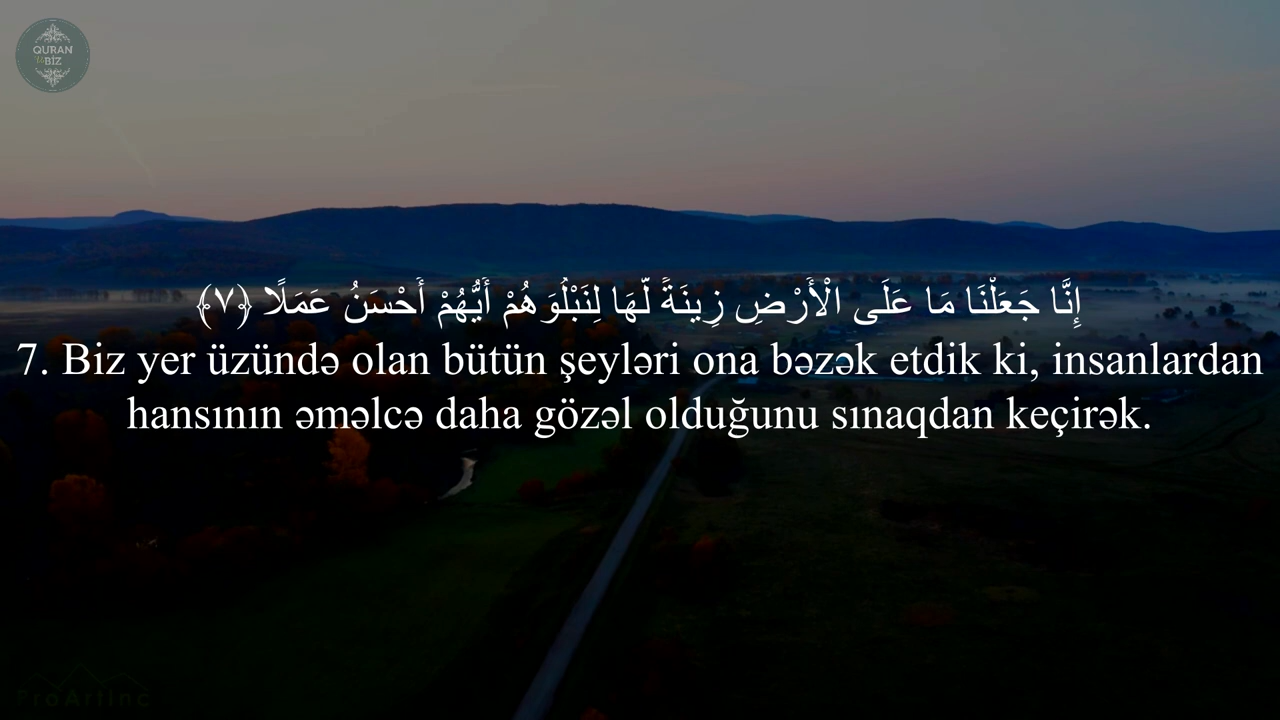 QURAN
Və
BİZ
إِنَّا جَعَلْنَا مَا عَلَى الْأَرْضِ زِينَةً لَّهَا لِنَبْلُوَهُمْ أَيُّهُمْ أَحْسَنُ عَمَلًا ﴿٧﴾
7. Biz yer üzündə olan bütün şeyləri ona bəzək etdik ki, insanlardan
hansının əməlcə daha gözəl olduğunu sınaqdan keçirək.
ProArtInc